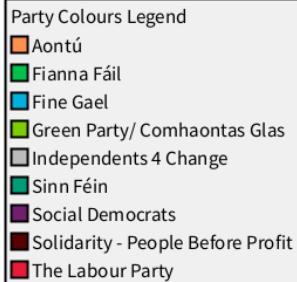 Party Colours Legend
Aontú
Fianna Fáil
Fine Gael
Green Party/ Comhaontas Glas
Independents 4 Change
Sinn Féin
Social Democrats
Solidarity - People Before Profit
The Labour Party